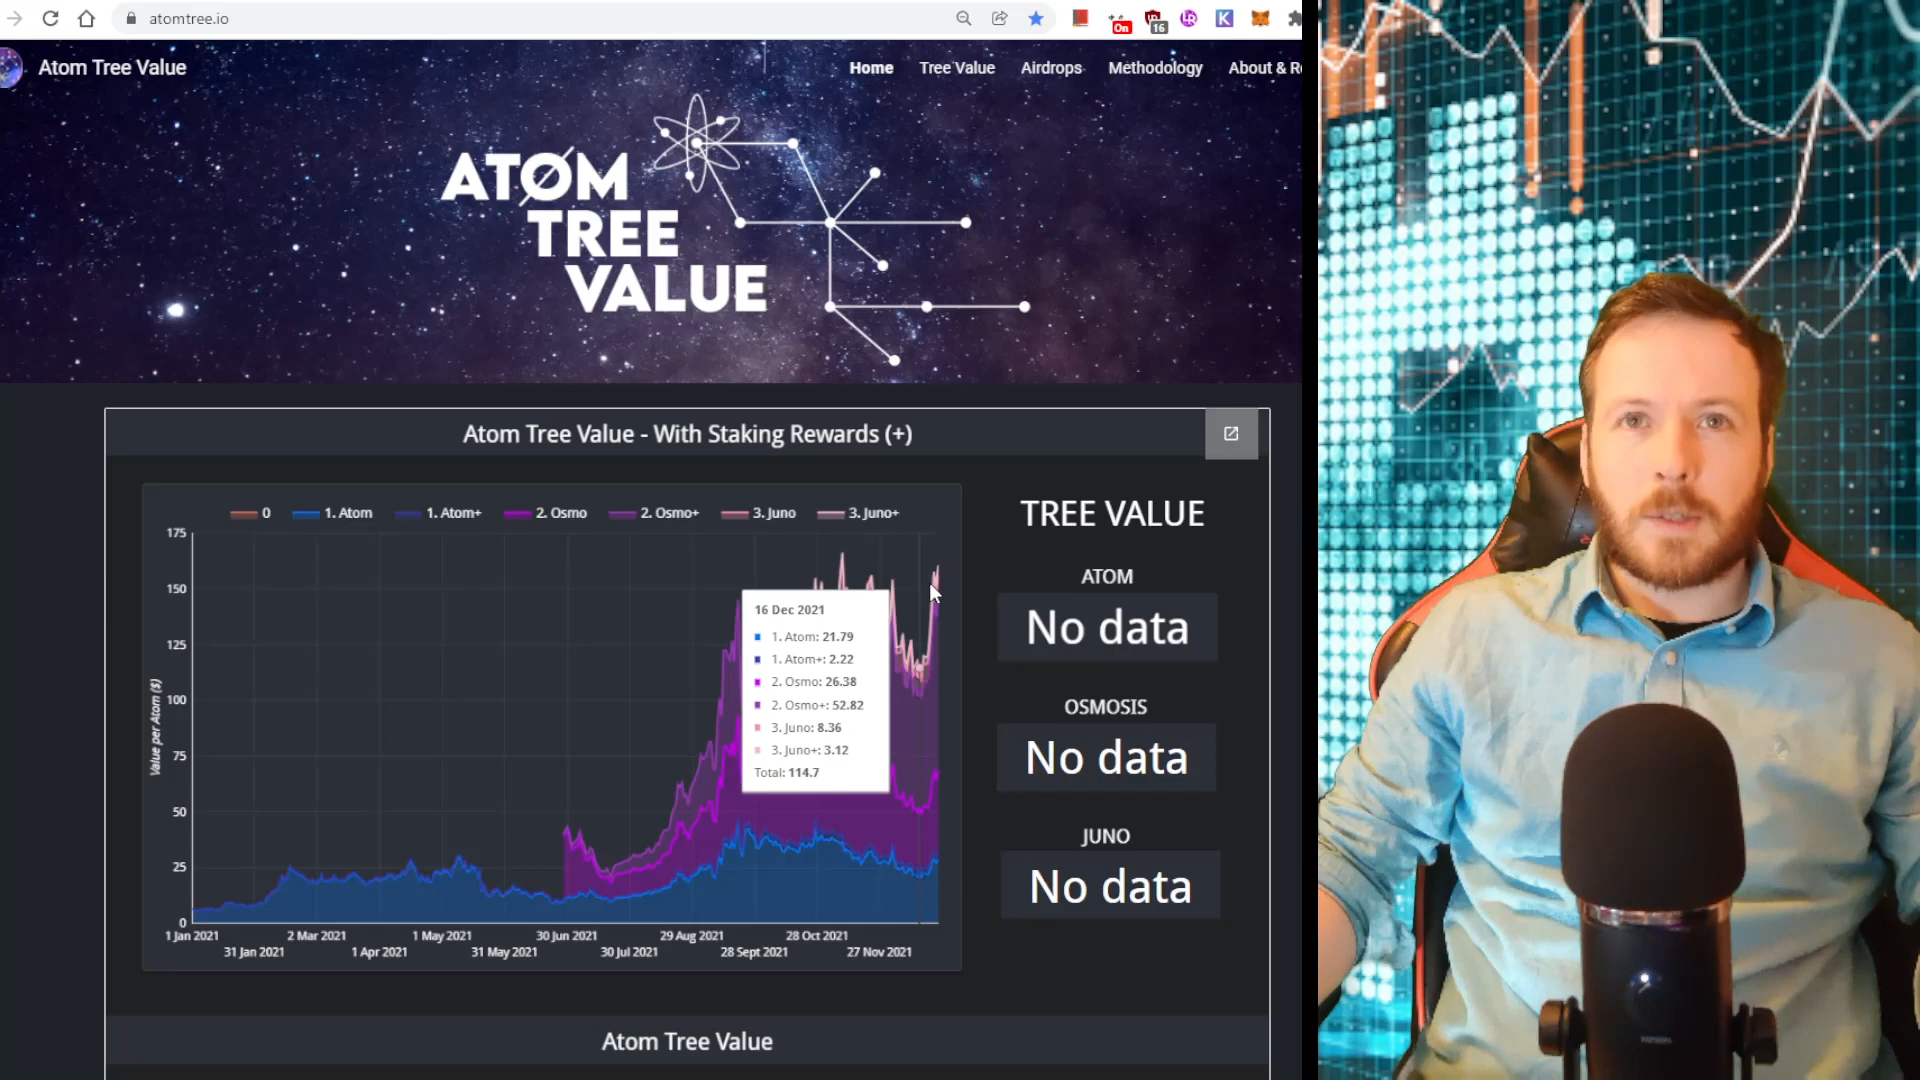 atomtree.io
On
16
K
Atom Tree Value
Home
Tree Value
Airdrops
Methodology
About & R
ATØM
TREE
VALUE
Atom Tree Value - With Staking Rewards (+)
0
1. Atom
1. Atom+
2. Osmo
2. Osmo+
3. Juno
3. Juno+
175
150
125
100
75
50
25
0
Value per Atom ($)
1 Jan 2021
31 Jan 2021
2 Mar 2021
1 Apr 2021
1 May 2021
31 May 2021
30 Jun 2021
30 Jul 2021
29 Aug 2021
28 Sept 2021
28 Oct 2021
27 Nov 2021
16 Dec 2021
1. Atom: 21.79
1. Atom+: 2.22
2. Osmo: 26.38
2. Osmo+: 52.82
3. Juno: 8.36
3. Juno+: 3.12
Total: 114.7
TREE VALUE
ATOM
No data
OSMOSIS
No data
JUNO
No data
Atom Tree Value